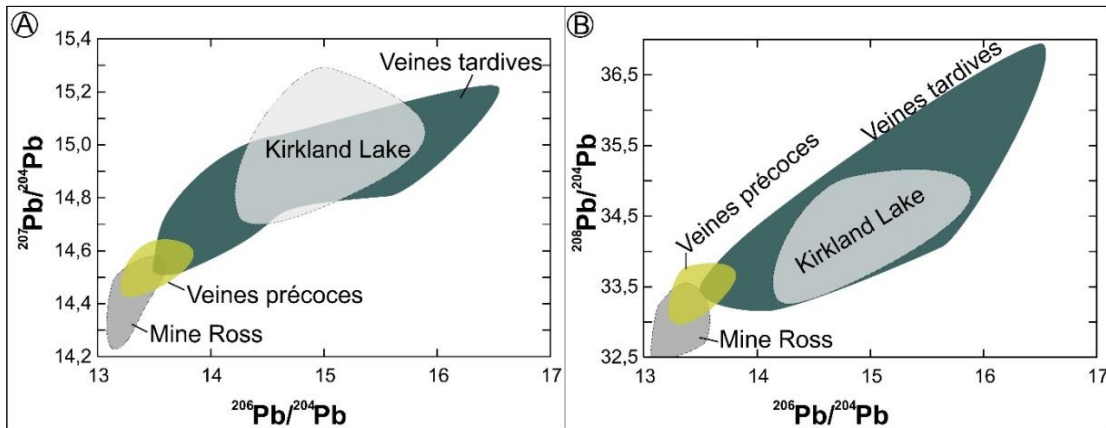 A
15,4
15,2
15,0
14,8
14,6
14,4
14,2
²⁰⁷Pb/²⁰⁴Pb
Veines tardives
Kirkland Lake
Veines précoces
Mine Ross
13 14 15 16 17
²⁰⁶Pb/²⁰⁴Pb
B
36,5
35,5
34,5
33,5
32,5
²⁰⁸Pb/²⁰⁴Pb
Veines tardives
Veines précoces
Kirkland Lake
Mine Ross
13 14 15 16 17
²⁰⁶Pb/²⁰⁴Pb